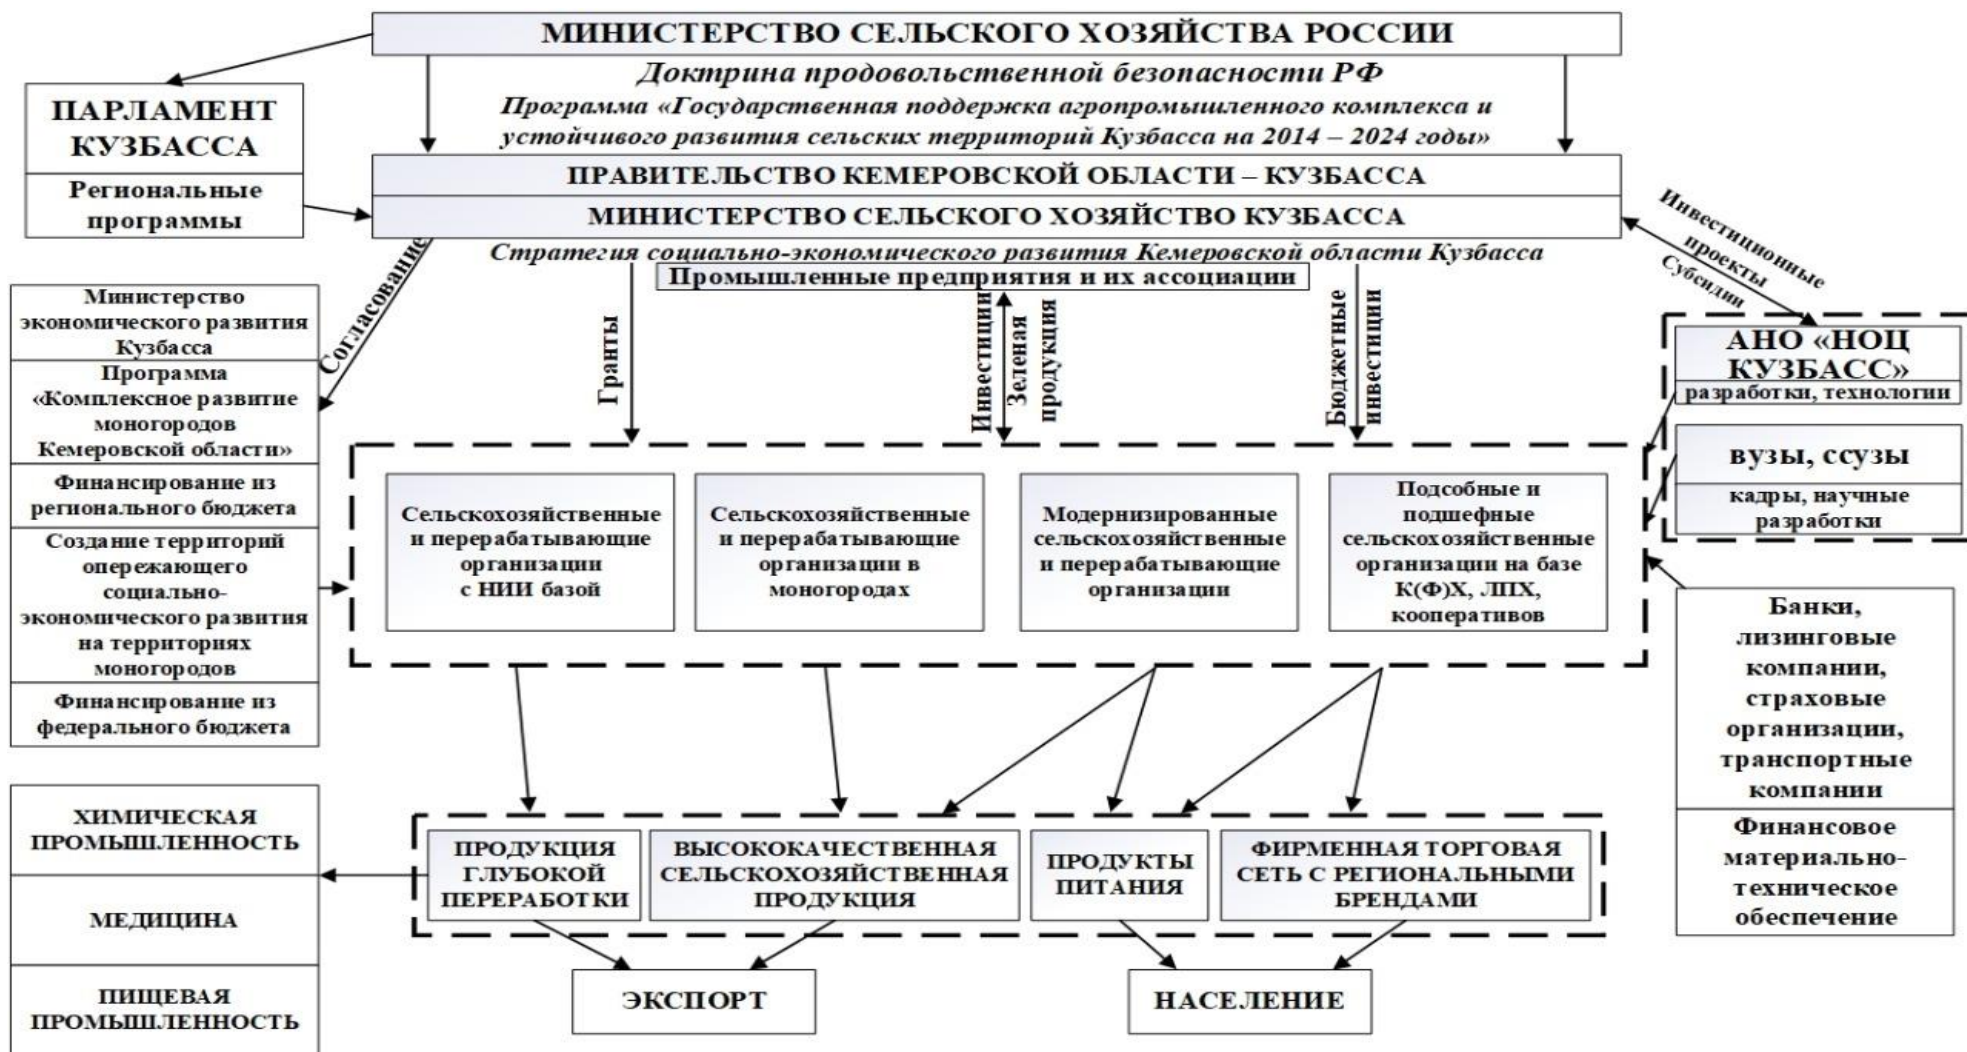 МИНИСТЕРСТВО СЕЛЬСКОГО ХОЗЯЙСТВА РОССИИ
Доктрина продовольственной безопасности РФ
Программа «Государственная поддержка агропромышленного комплекса и
устойчивого развития сельских территорий Кузбасса на 2014 – 2024 годы»
ПАРЛАМЕНТ
КУЗБАССА
Региональные
программы
ПРАВИТЕЛЬСТВО КЕМЕРОВСКОЙ ОБЛАСТИ – КУЗБАССА
МИНИСТЕРСТВО СЕЛЬСКОГО ХОЗЯЙСТВО КУЗБАССА
Стратегия социально-экономического развития Кемеровской области Кузбасса
Промышленные предприятия и их ассоциации
Инвестиционные
проекты
Субсидии
Согласование
Гранты
Инвестиции
Зеленая
продукция
Бюджетные
инвестиции
Министерство
экономического развития
Кузбасса
Программа
«Комплексное развитие
моногородов
Кемеровской области»
Финансирование из
регионального бюджета
Создание территорий
опережающего
социально-
экономического развития
на территориях
моногородов
Финансирование из
федерального бюджета
АНО «НОЦ
КУЗБАСС»
разработки, технологии
вузы, ссузы
кадры, научные
разработки
Сельскохозяйственные
и перерабатывающие
организации
с НИИ базой
Сельскохозяйственные
и перерабатывающие
организации в
моногородах
Модернизированные
сельскохозяйственные
и перерабатывающие
организации
Подсобные и
подшефные
сельскохозяйственные
организации на базе
К(Ф)Х, ЛПХ,
кооперативов
Банки,
лизинговые
компании,
страховые
организации,
транспортные
компании
Финансовое
материально-
техническое
обеспечение
ХИМИЧЕСКАЯ
ПРОМЫШЛЕННОСТЬ
МЕДИЦИНА
ПИЩЕВАЯ
ПРОМЫШЛЕННОСТЬ
ПРОДУКЦИЯ
ГЛУБОКОЙ
ПЕРЕРАБОТКИ
ВЫСОКОКАЧЕСТВЕННАЯ
СЕЛЬСКОХОЗЯЙСТВЕННАЯ
ПРОДУКЦИЯ
ПРОДУКТЫ
ПИТАНИЯ
ФИРМЕННАЯ ТОРГОВАЯ
СЕТЬ С РЕГИОНАЛЬНЫМИ
БРЕНДАМИ
ЭКСПОРТ
НАСЕЛЕНИЕ